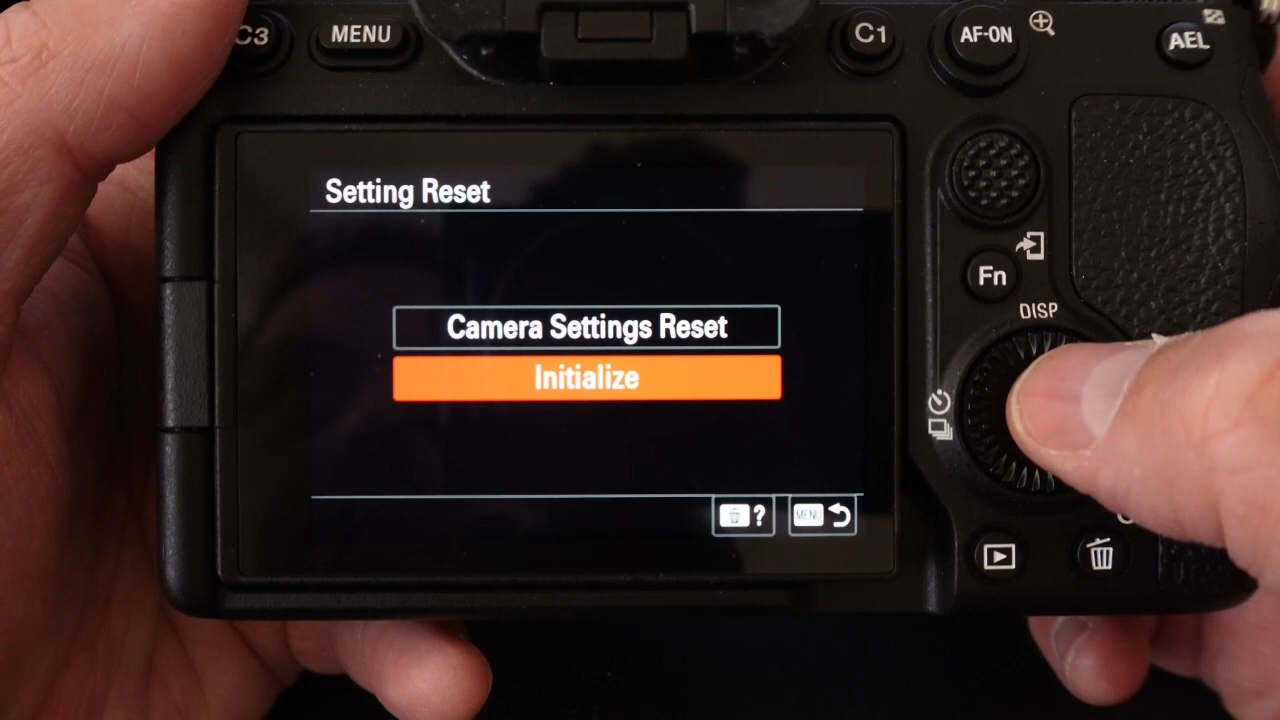 C3
MENU
C1
AF-ON
AEL
Setting Reset
Fn
DISP
Camera Settings Reset
Initialize
?
MENU